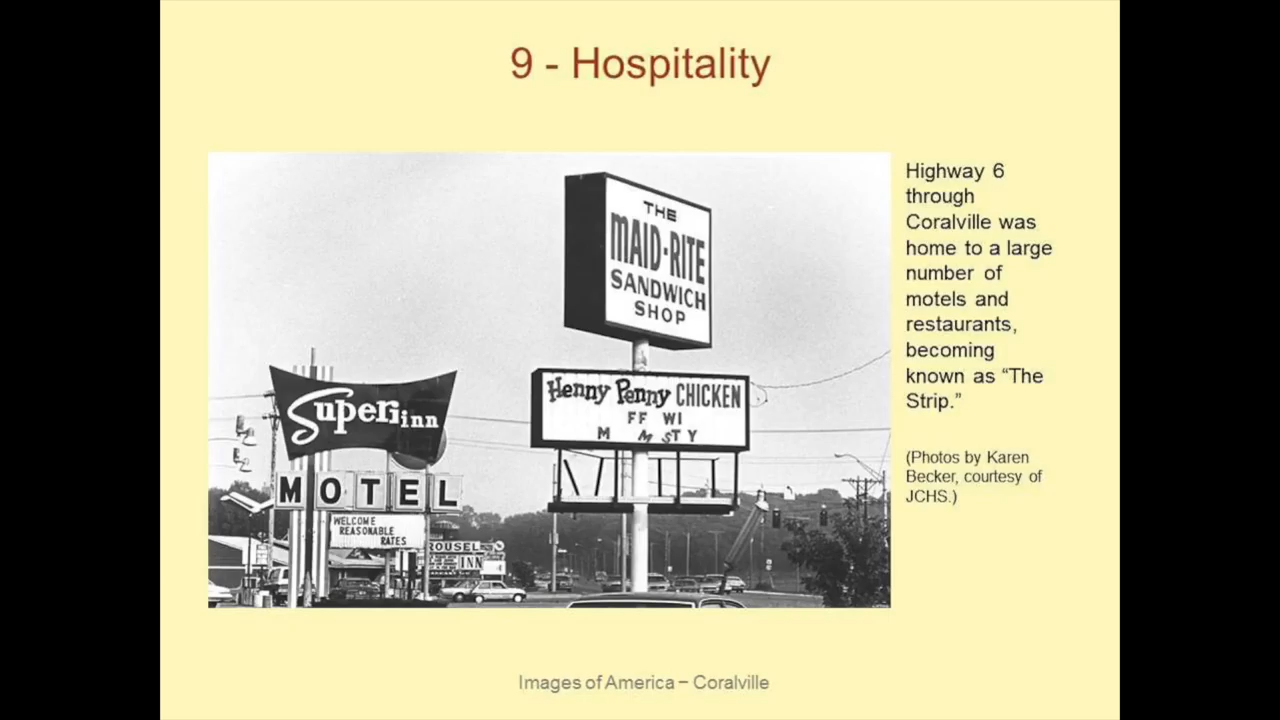 9 - Hospitality
THE
MAID-RITE
SANDWICH
SHOP
Henny Penny CHICKEN
FF WI
M M STY
Super inn
MOTEL
WELCOME
REASONABLE
RATES
ROUSEL
INN
Highway 6
through
Coralville was
home to a large
number of
motels and
restaurants,
becoming
known as “The
Strip.”
(Photos by Karen
Becker, courtesy of
JCHS.)
Images of America – Coralville